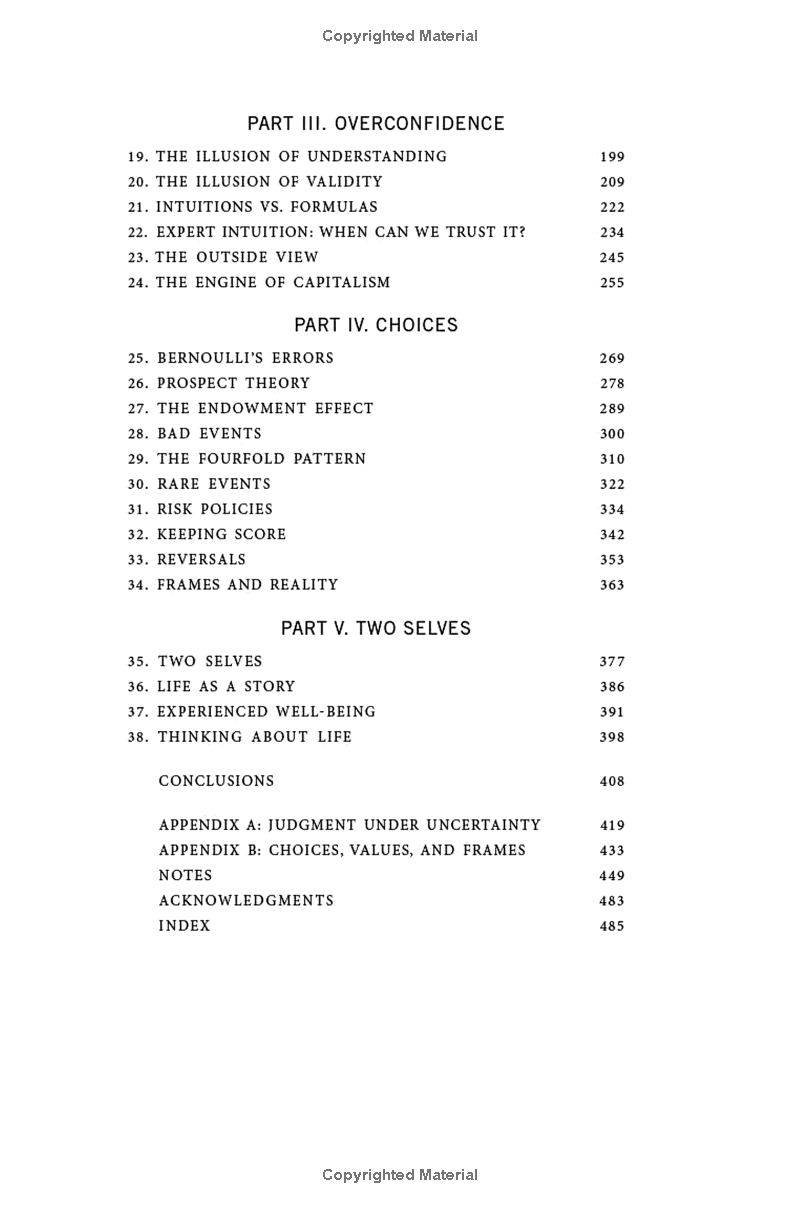 Copyrighted Material
PART III. OVERCONFIDENCE
19. THE ILLUSION OF UNDERSTANDING 199
20. THE ILLUSION OF VALIDITY 209
21. INTUITIONS VS. FORMULAS 222
22. EXPERT INTUITION: WHEN CAN WE TRUST IT? 234
23. THE OUTSIDE VIEW 245
24. THE ENGINE OF CAPITALISM 255
PART IV. CHOICES
25. BERNOULLI'S ERRORS 269
26. PROSPECT THEORY 278
27. THE ENDOWMENT EFFECT 289
28. BAD EVENTS 300
29. THE FOURFOLD PATTERN 310
30. RARE EVENTS 322
31. RISK POLICIES 334
32. KEEPING SCORE 342
33. REVERSALS 353
34. FRAMES AND REALITY 363
PART V. TWO SELVES
35. TWO SELVES 377
36. LIFE AS A STORY 386
37. EXPERIENCED WELL-BEING 391
38. THINKING ABOUT LIFE 398
CONCLUSIONS 408
APPENDIX A: JUDGMENT UNDER UNCERTAINTY 419
APPENDIX B: CHOICES, VALUES, AND FRAMES 433
NOTES 449
ACKNOWLEDGMENTS 483
INDEX 485
Copyrighted Material